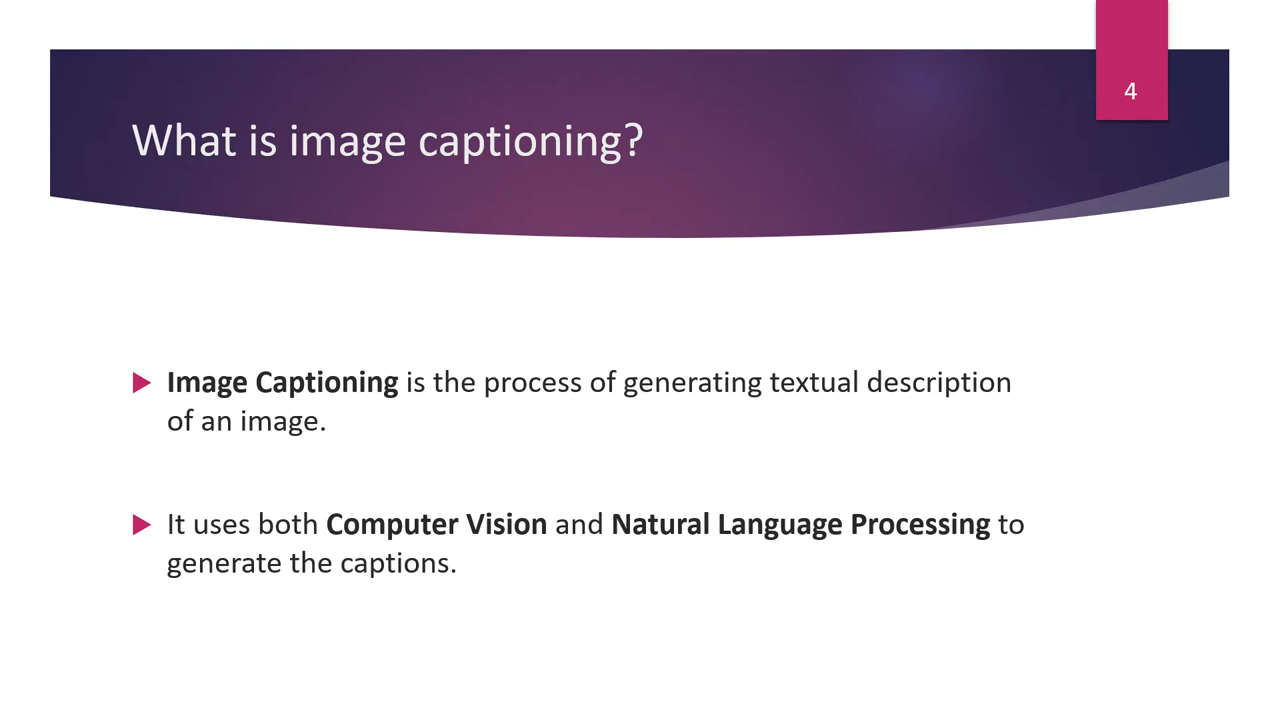 4
What is image captioning?
Image Captioning is the process of generating textual description
of an image.
It uses both Computer Vision and Natural Language Processing to
generate the captions.